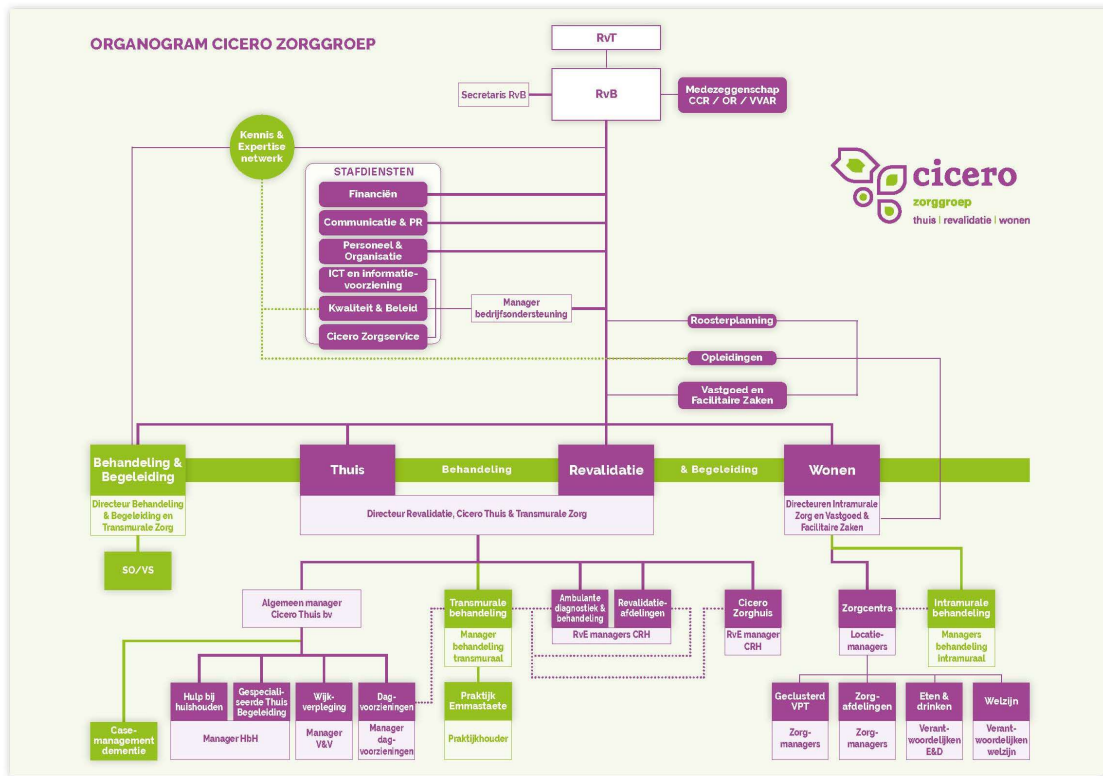 ORGANOGRAM CICERO ZORGGROEP
RvT
Secretaris RvB
RvB
Medezeggenschap
CCR / OR / VVAR
Kennis &
Expertise
netwerk
cicero
zorggroep
thuis | revalidatie | wonen
STAFDIENSTEN
Financiën
Communicatie & PR
Personeel &
Organisatie
ICT en informatie-
voorziening
Kwaliteit & Beleid
Cicero Zorgservice
Manager
bedrijfsondersteuning
Roosterplanning
Opleidingen
Vastgoed en
Facilitaire Zaken
Behandeling &
Begeleiding
Thuis
Behandeling
Revalidatie
& Begeleiding
Wonen
Directeur Behandeling
& Begeleiding en
Transmurale Zorg
Directeur Revalidatie, Cicero Thuis & Transmurale Zorg
Directeuren Intramurale
Zorg en Vastgoed &
Facilitaire Zaken
SO/VS
Algemeen manager
Cicero Thuis bv
Transmurale
behandeling
Manager
behandeling
transmuraal
Ambulante
diagnostiek &
behandeling
Revalidatie-
afdelingen
RvE managers CRH
Cicero
Zorghuis
RvE manager
CRH
Zorgcentra
Locatie-
managers
Intramurale
behandeling
Managers
behandeling
Intramuraal
Case-
management
dementie
Hulp bij
huishouden
Gespeciali-
seerde Thuis
Begeleiding
Manager HbH
Wijk-
verpleging
Manager
V&V
Dag-
voorzieningen
Manager
dag-
voorzieningen
Praktijk
Emmastaete
Praktijkhouder
Geclusterd
VPT
Zorg-
managers
Zorg-
afdelingen
Zorg-
managers
Eten &
drinken
Verant-
woordelijken
E&D
Welzijn
Verant-
woordelijken
welzijn